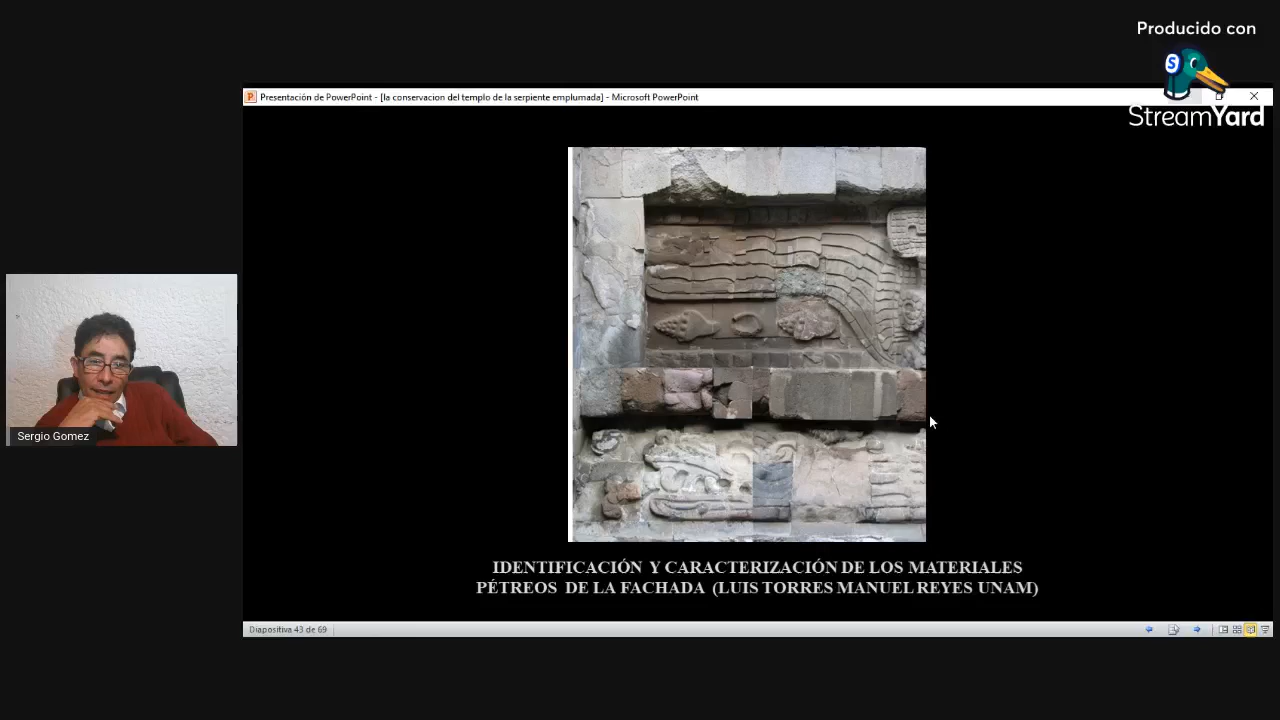 Producido con
StreamYard
Presentación de PowerPoint - [la conservacion del templo de la serpiente emplumada] - Microsoft PowerPoint
Sergio Gomez
IDENTIFICACIÓN Y CARACTERIZACIÓN DE LOS MATERIALES
PÉTREOS DE LA FACHADA (LUIS TORRES MANUEL REYES UNAM)
Diapositiva 43 de 69